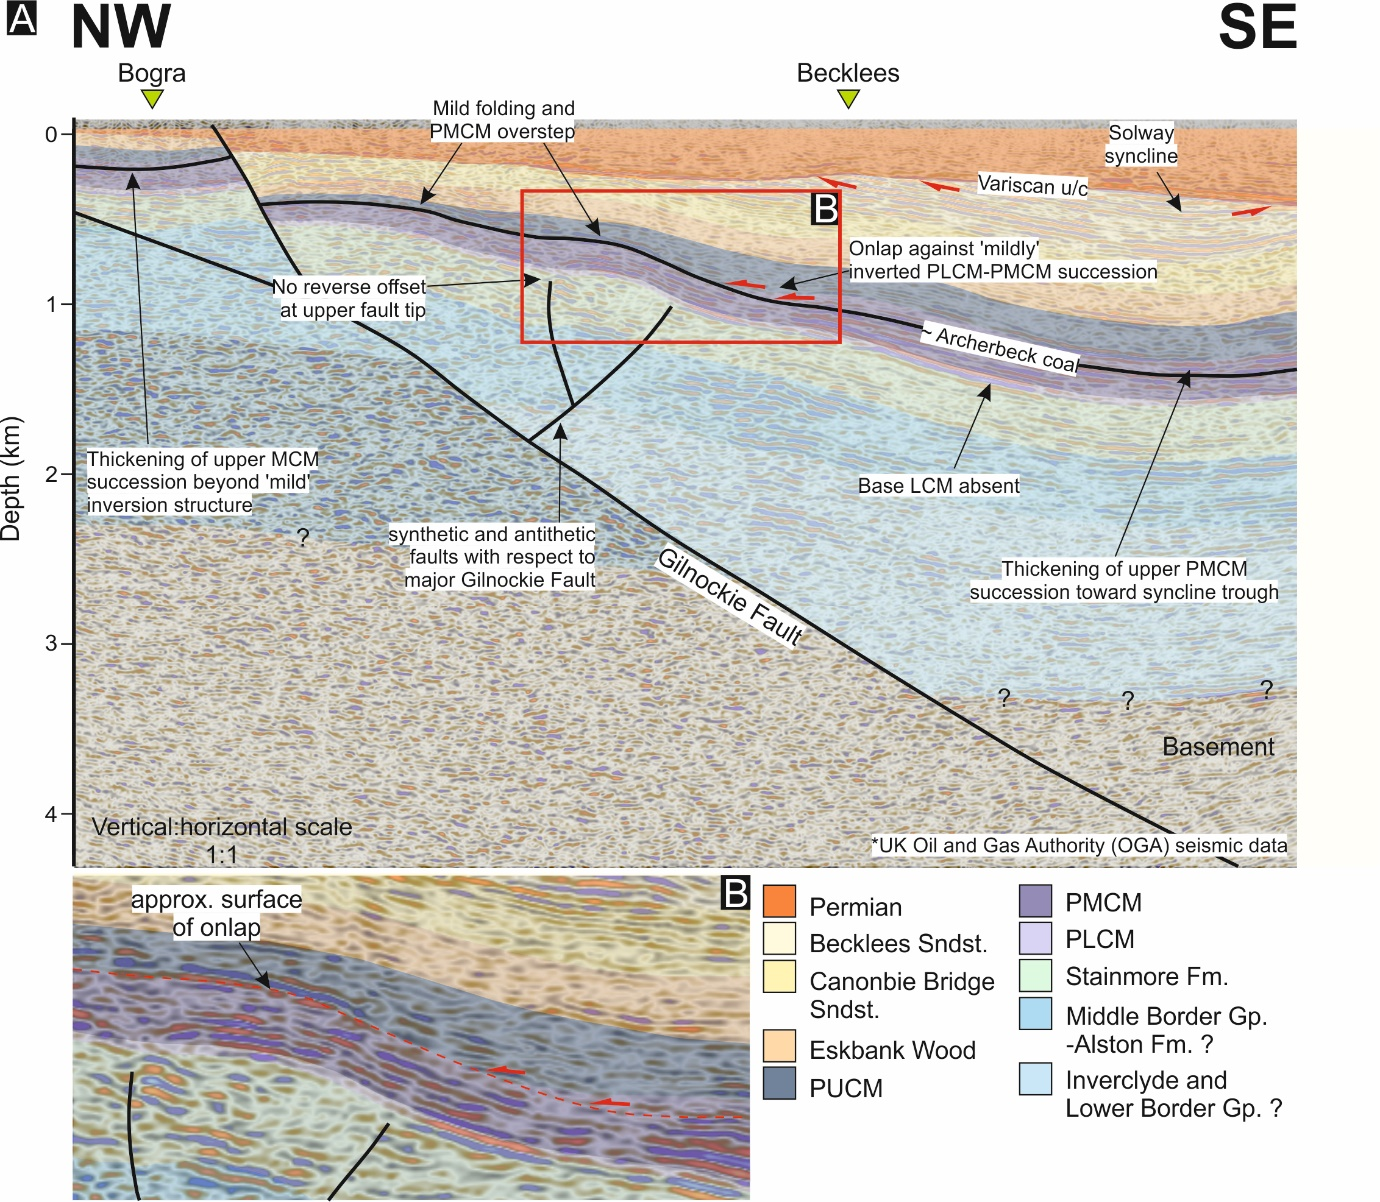 A
NW
SE
Bogra
Becklees
Mild folding and
PMCM overstep
Solway
syncline
Variscan u/c
B
Onlap against 'mildly'
inverted PLCM-PMCM succession
No reverse offset
at upper fault tip
~ Archerbeck coal
Base LCM absent
Thickening of upper MCM
succession beyond 'mild'
inversion structure
synthetic and antithetic
faults with respect to
major Gilnockie Fault
Thickening of upper PMCM
succession toward syncline trough
Gilnockie Fault
?
?
?
?
Basement
Depth (km)
0
1
2
3
4
Vertical:horizontal scale
1:1
*UK Oil and Gas Authority (OGA) seismic data
approx. surface
of onlap
B
Permian
Becklees Sndst.
Canonbie Bridge
Sndst.
Eskbank Wood
PUCM
PMCM
PLCM
Stainmore Fm.
Middle Border Gp.
-Alston Fm. ?
Inverclyde and
Lower Border Gp. ?